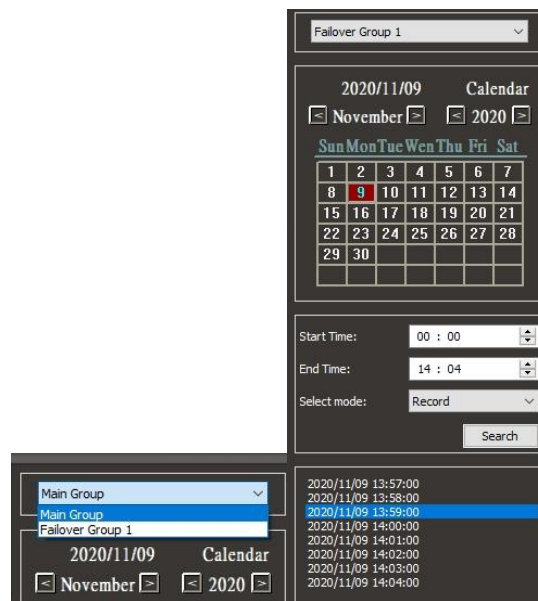 Failover Group 1
2020/11/09 Calendar
< November > < 2020 >
Sun Mon Tue Wen Thu Fri Sat
1 2 3 4 5 6 7
8 9 10 11 12 13 14
15 16 17 18 19 20 21
22 23 24 25 26 27 28
29 30
Start Time: 00 : 00
End Time: 14 : 04
Select mode: Record
Search
2020/11/09 13:57:00
2020/11/09 13:58:00
2020/11/09 13:59:00
2020/11/09 14:00:00
2020/11/09 14:01:00
2020/11/09 14:02:00
2020/11/09 14:03:00
2020/11/09 14:04:00
Main Group
Main Group
Failover Group 1
2020/11/09 Calendar
< November > < 2020 >